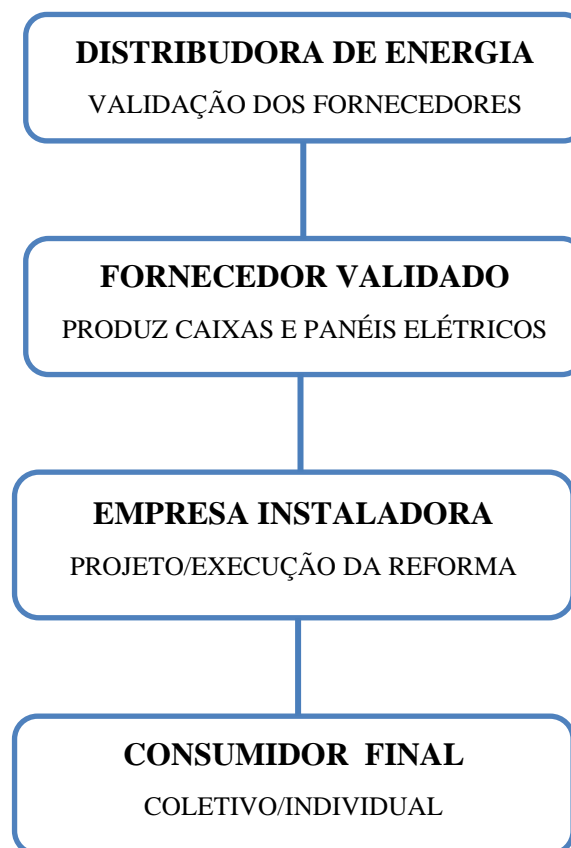 DISTRIBUDORA DE ENERGIA
VALIDAÇÃO DOS FORNECEDORES
FORNECEDOR VALIDADO
PRODUZ CAIXAS E PANÉIS ELÉTRICOS
EMPRESA INSTALADORA
PROJETO/EXECUÇÃO DA REFORMA
CONSUMIDOR FINAL
COLETIVO/INDIVIDUAL